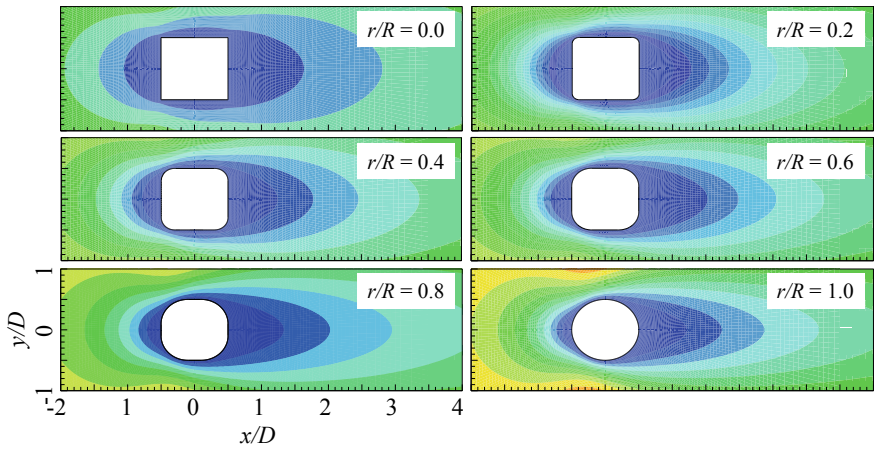 r/R = 0.0
r/R = 0.2
r/R = 0.4
r/R = 0.6
r/R = 0.8
r/R = 1.0
y/D
1
0
-1
-2 1 0 1 2 3 4
x/D